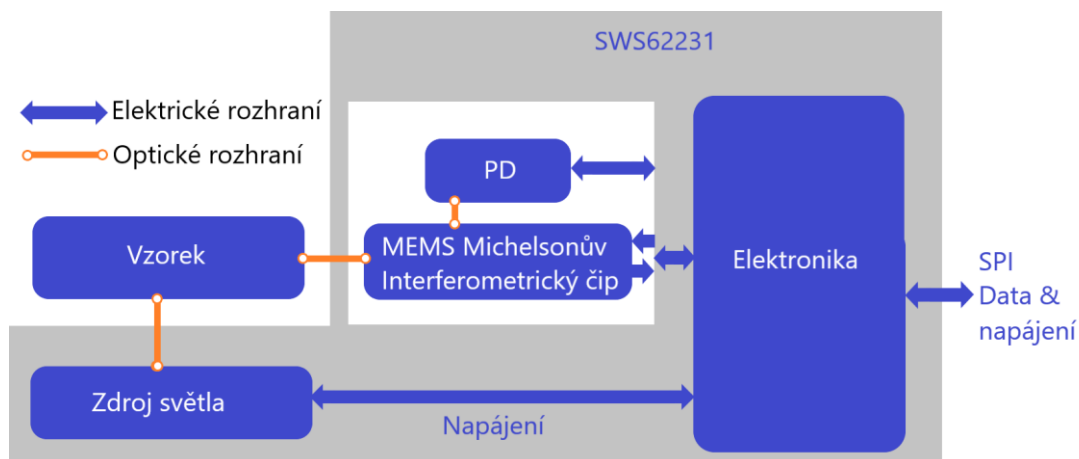 SWS62231
Elektrické rozhraní
Optické rozhraní
PD
Vzorek
MEMS Michelsonův
Interferometrický čip
Elektronika
SPI
Data &
napájení
Zdroj světla
Napájení